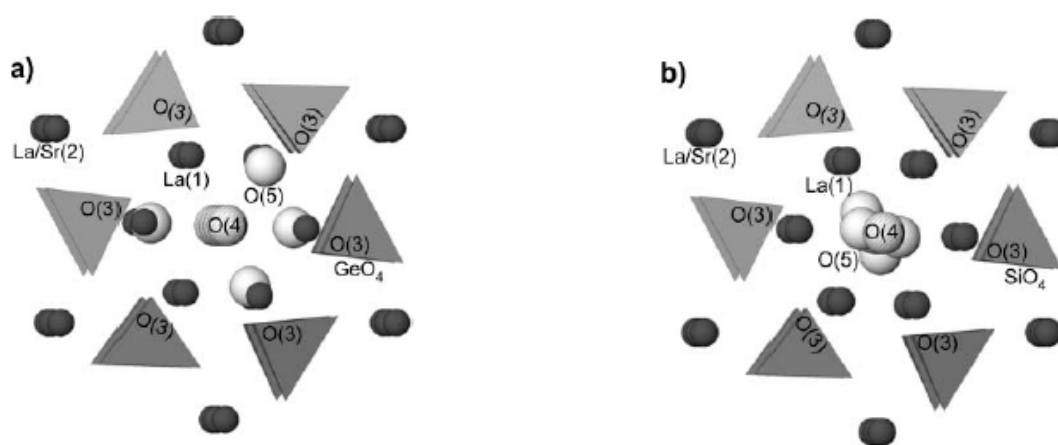 a)
O(3)
O(3)
La/Sr(2)
La(1)
O(5)
O(3)
O(4
O(3)
GeO₄
O(3)
O(3)
b)
O(3)
O(3)
La/Sr(2)
La(1)
O(3)
O(4
O(5)
O(3)
SiO₄
O(3)
O(3)